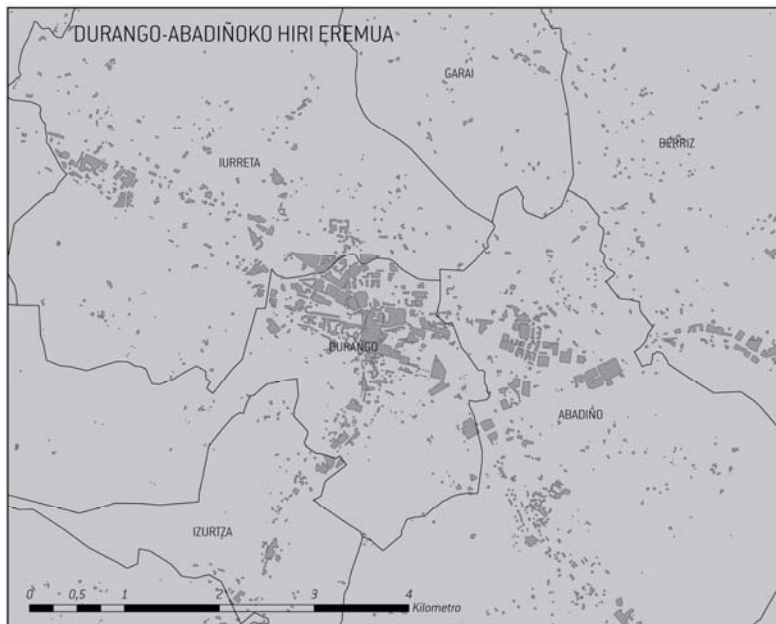 DURANGO-ABADIÑOKO HIRI EREMUA
GARAI
BERRIZ
IURRETA
DURANGO
ABADIÑO
IZURTZA
0 0,5 1 2 3 4
Kilometro